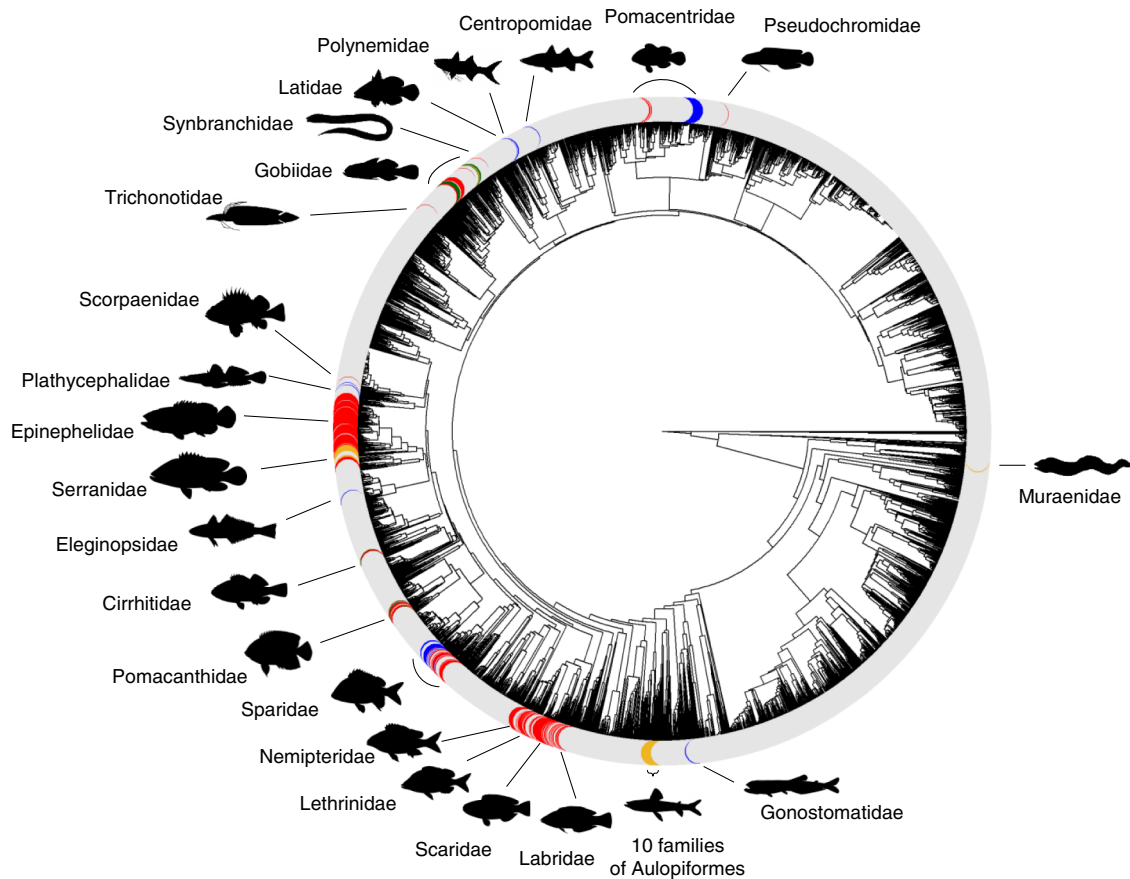 Pomacentridae
Centropomidae
Pseudochromidae
Polynemidae
Latidae
Synbranchidae
Gobiidae
Trichonotidae
Scorpaenidae
Plathycephalidae
Epinephelidae
Serranidae
Muraenidae
Eleginopsidae
Cirrhitidae
Pomacanthidae
Sparidae
Nemipteridae
Lethrinidae
Gonostomatidae
Scaridae
Labridae
10 families
of Aulopiformes